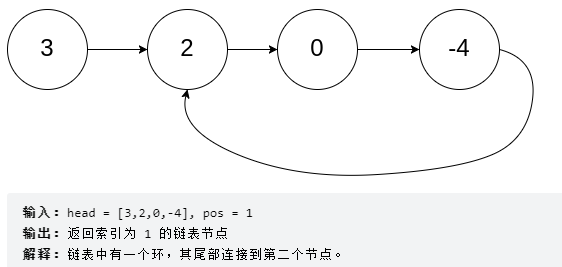 3 2 0 -4
输入：head = [3,2,0,-4], pos = 1
输出：返回索引为 1 的链表节点
解释：链表中有一个环，其尾部连接到第二个节点。